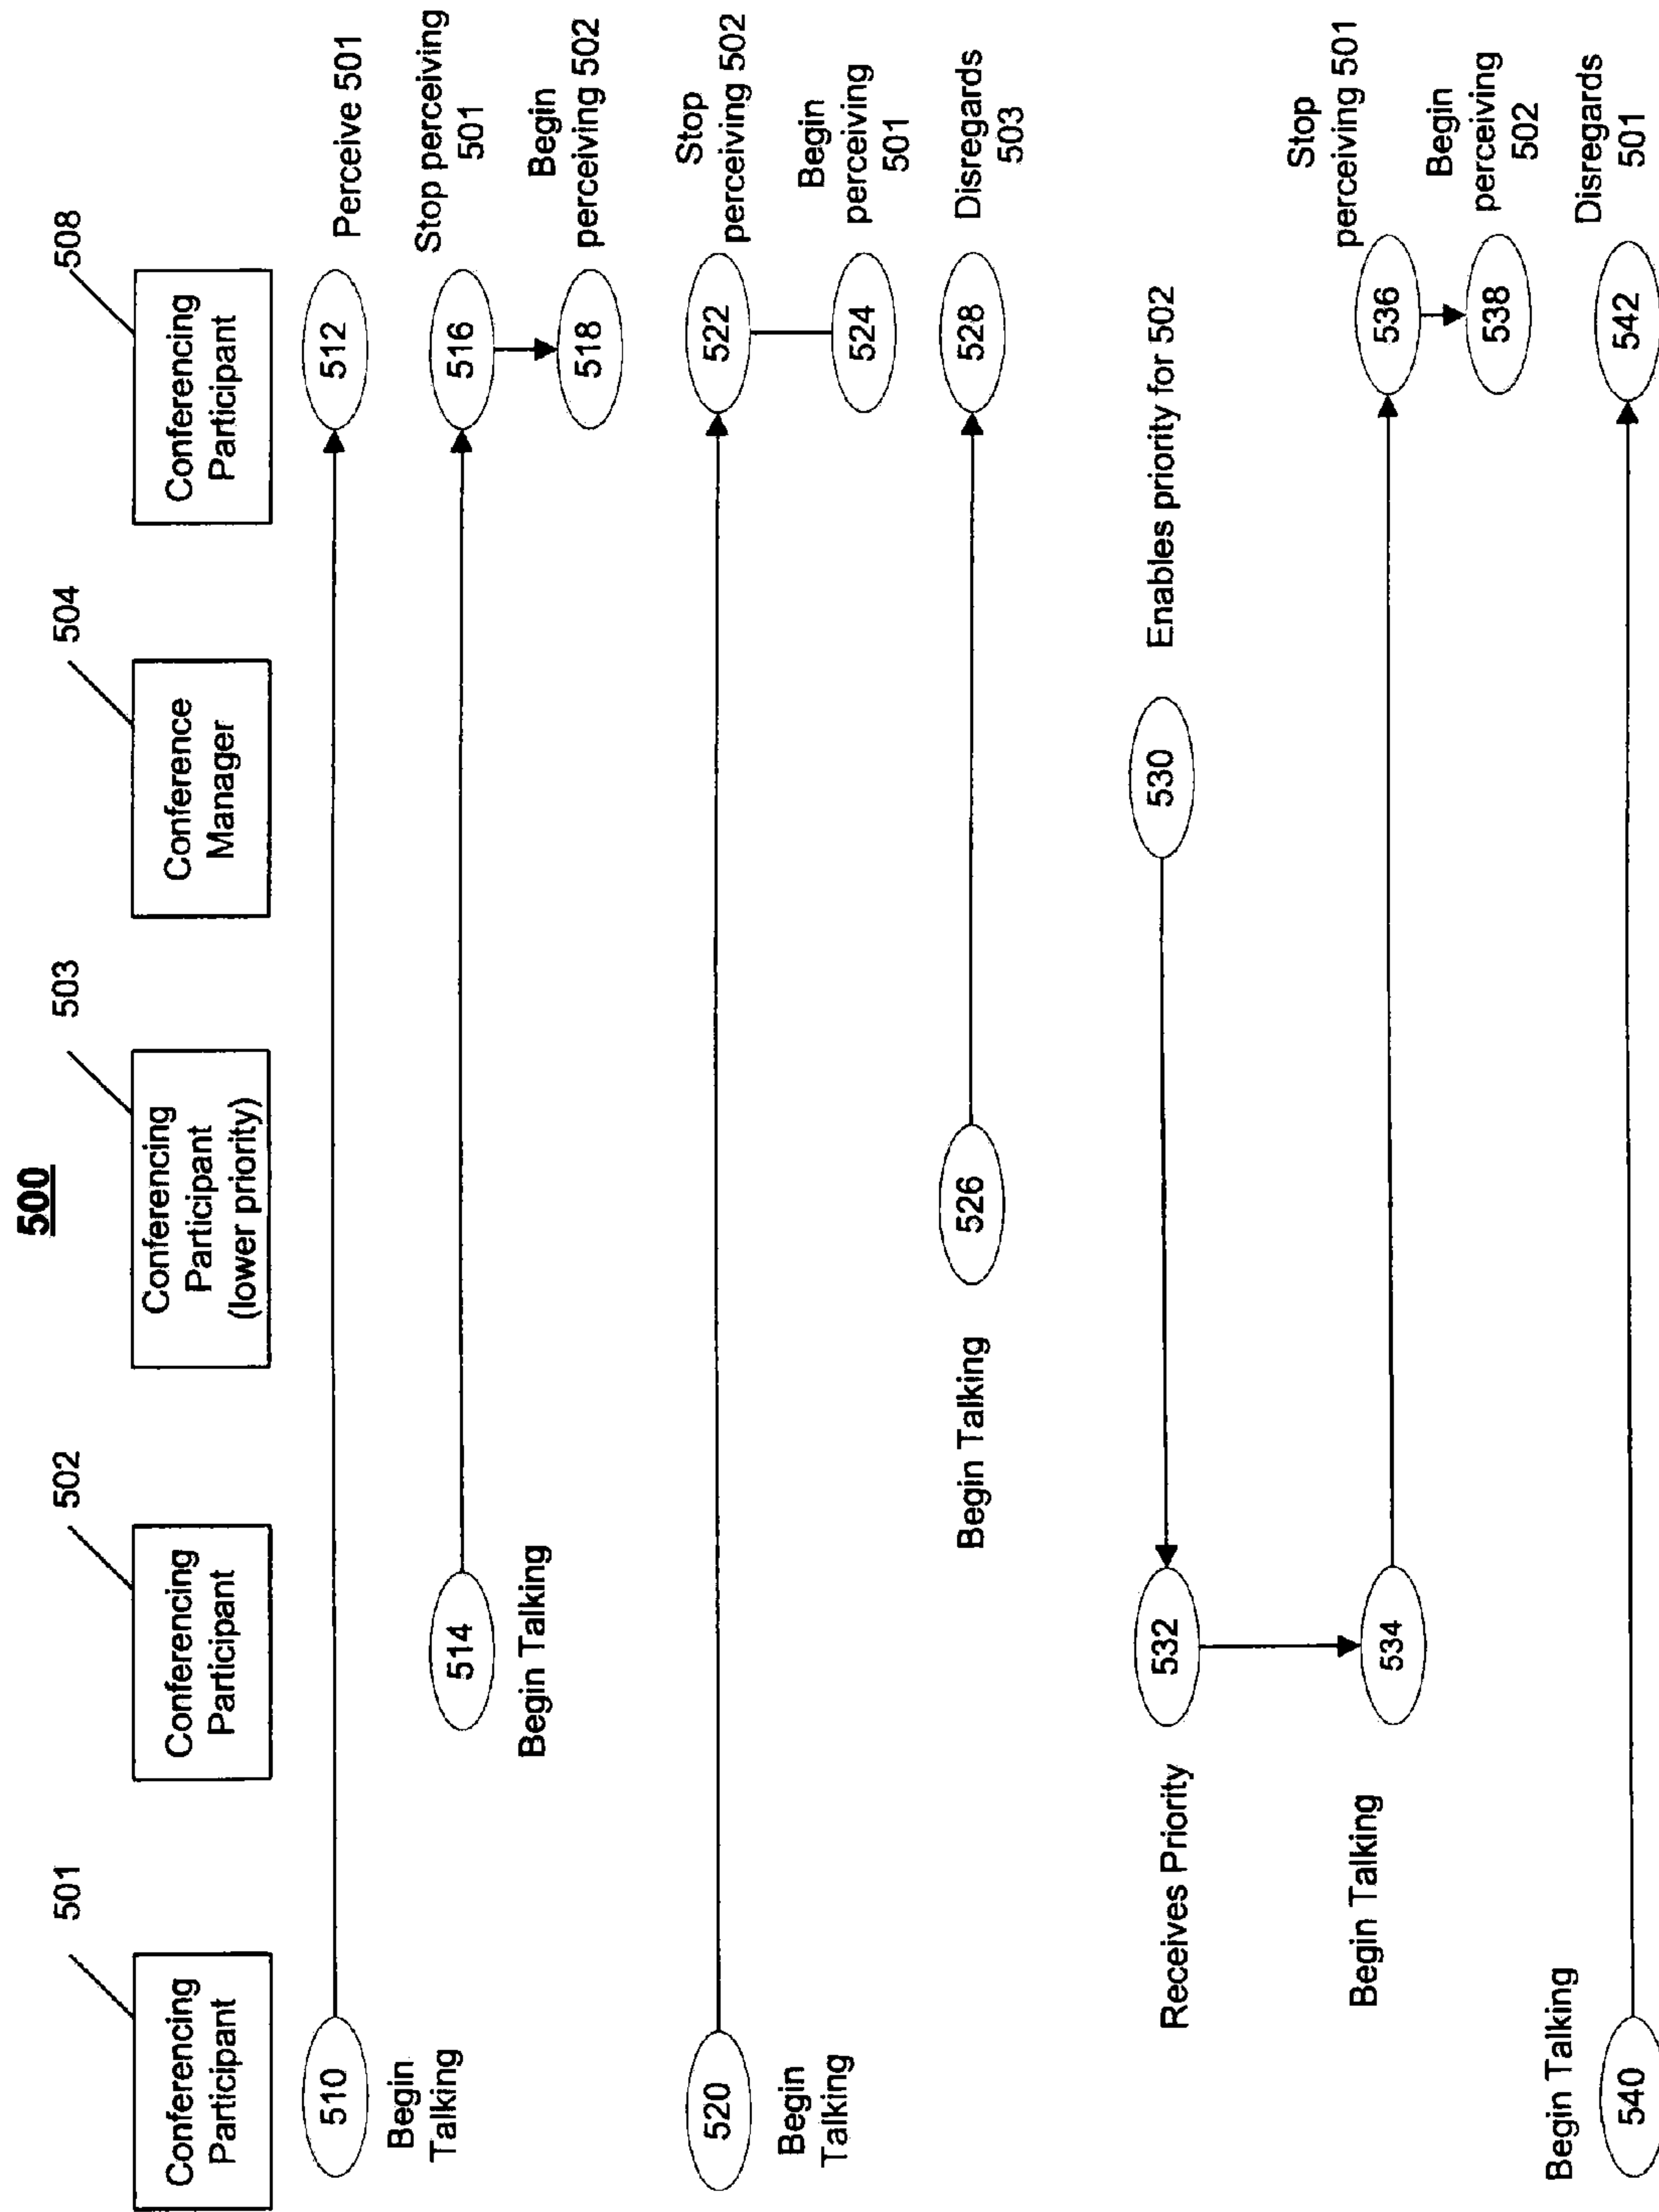 500
501
502
503
504
508
Conferencing
Participant
Conferencing
Participant
Conferencing
Participant
(lower priority)
Conference
Manager
Conferencing
Participant
510
Begin
Talking
512
Perceive 501
514
Begin Talking
516
Stop perceiving
501
518
Begin
perceiving 502
520
Begin
Talking
522
Stop
perceiving 502
524
Begin
perceiving
501
Begin Talking
526
528
Disregards
503
Receives Priority
532
530
Enables priority for 502
Begin Talking
534
536
Stop
perceiving 501
538
Begin
perceiving
502
Begin Talking
540
542
Disregards
501